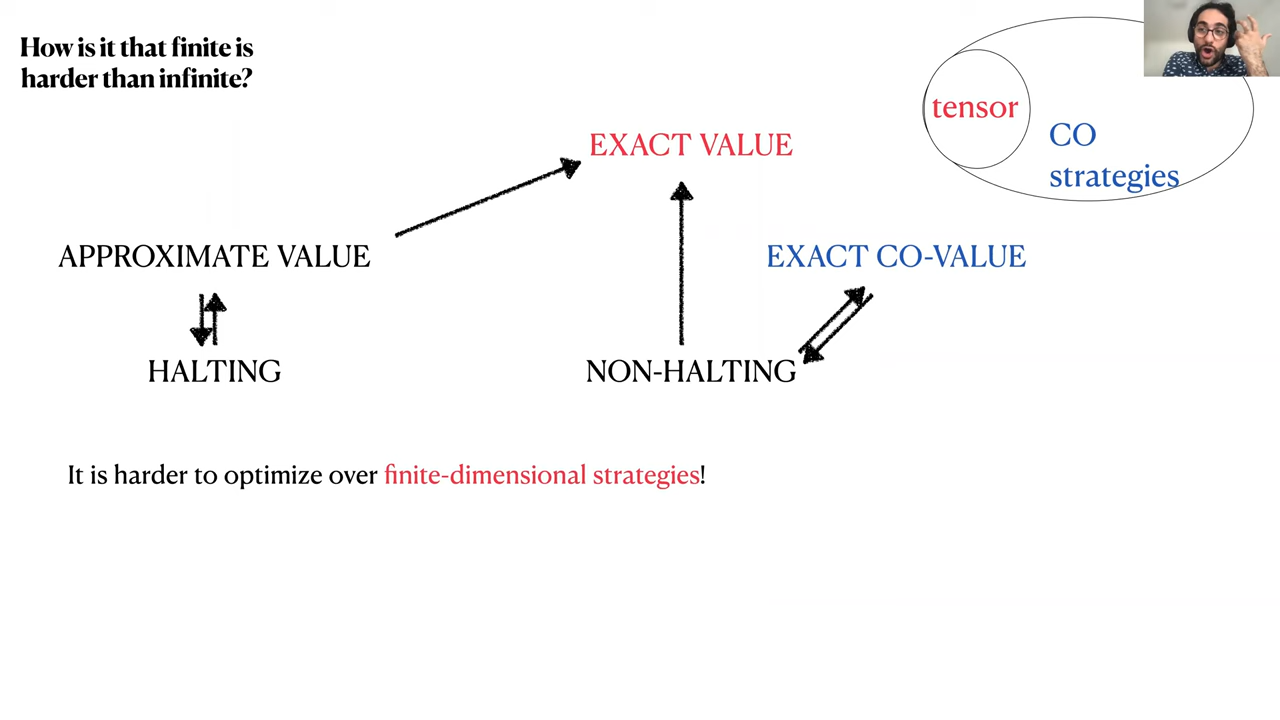 How is it that finite is
harder than infinite?
tensor
CO
strategies
EXACT VALUE
APPROXIMATE VALUE
EXACT CO-VALUE
HALTING
NON-HALTING
It is harder to optimize over finite-dimensional strategies!